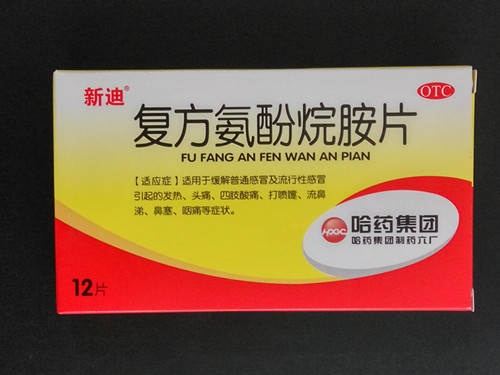 新迪®
OTC
复方氨酚烷胺片
FU FANG AN FEN WAN AN PIAN
【适应症】适用于缓解普通感冒及流行性感冒
引起的发热、头痛、四肢酸痛、打喷嚏、流鼻
涕、鼻塞、咽痛等症状。
HPGC
哈药集团
哈药集团制药六厂
12片